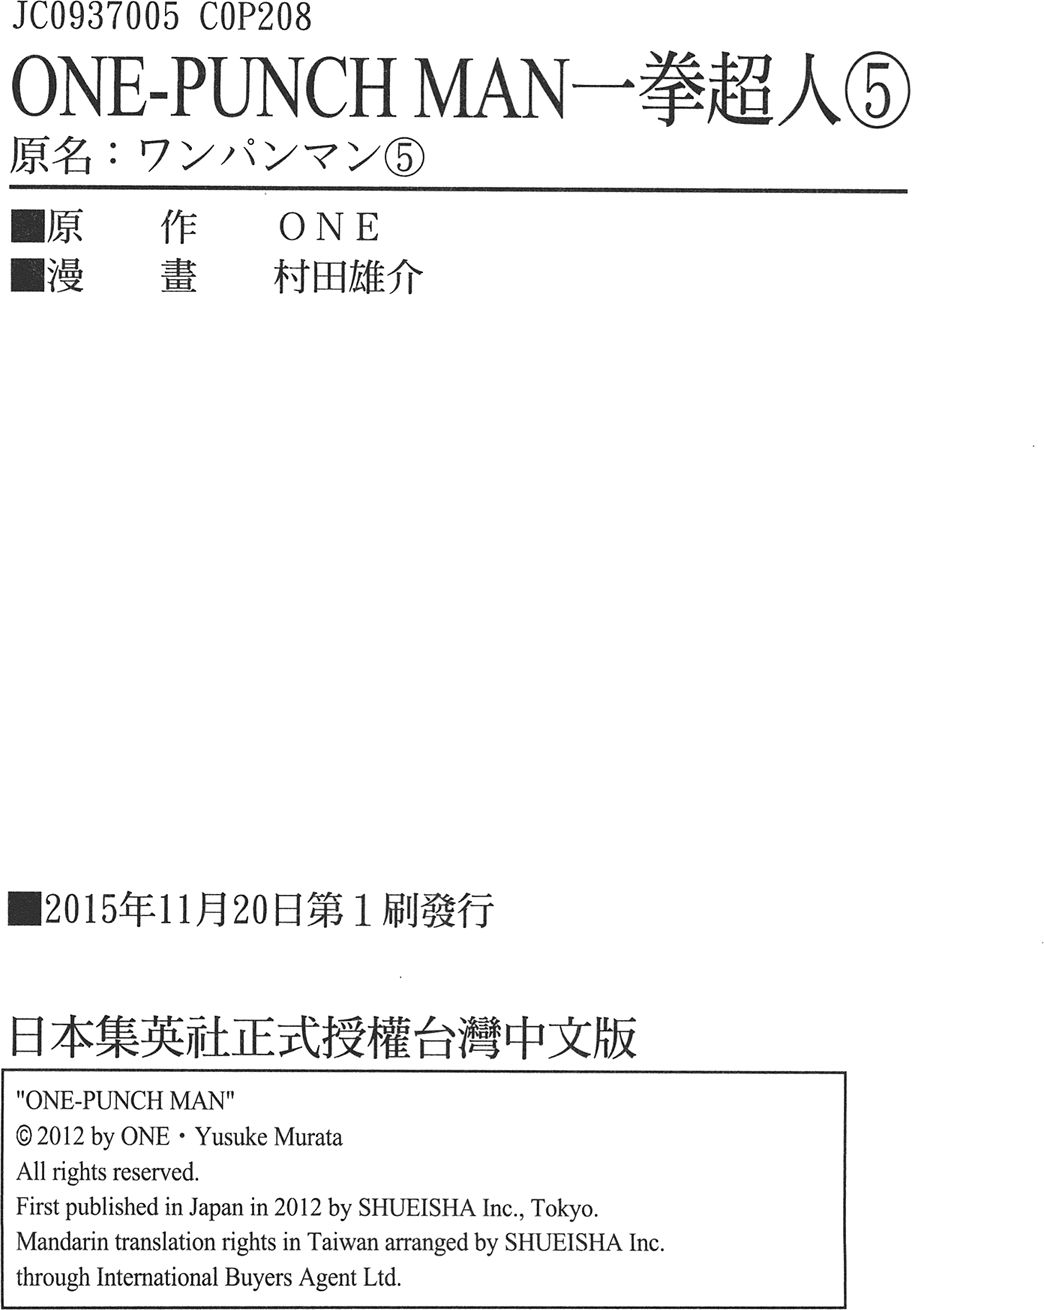 JC0937005 C0P208
ONE-PUNCH MAN一拳超人⑤
原名：ワンパンマン⑤
■原 作 ONE
■漫 畫 村田雄介
■2015年11月20日第1刷發行
日本集英社正式授權台灣中文版
"ONE-PUNCH MAN"
© 2012 by ONE・Yusuke Murata
All rights reserved.
First published in Japan in 2012 by SHUEISHA Inc., Tokyo.
Mandarin translation rights in Taiwan arranged by SHUEISHA Inc.
through International Buyers Agent Ltd.